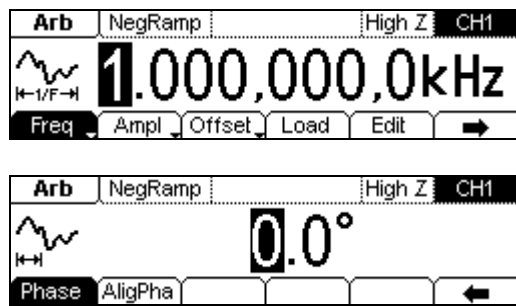 Arb NegRamp High Z CH1
1/F 1.000,000,0kHz
Freq Ampl Offset Load Edit
Arb NegRamp High Z CH1
0.0°
Phase AligPha